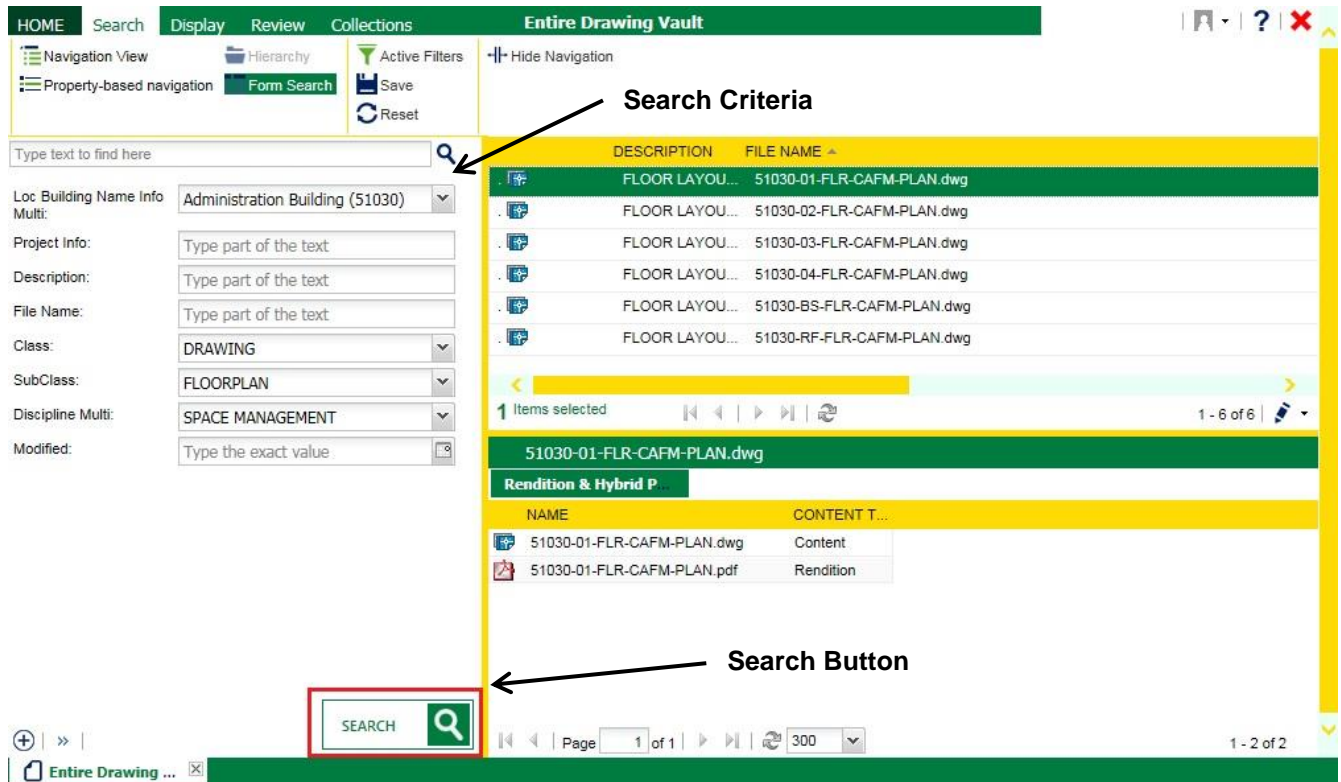 HOME Search Display Review Collections Entire Drawing Vault
Navigation View Hierarchy Active Filters Hide Navigation
Property-based navigation Form Search Save
Reset
Search Criteria
Type text to find here
DESCRIPTION FILE NAME
Loc Building Name Info Multi: Administration Building (51030)
Project Info: Type part of the text
Description: Type part of the text
File Name: Type part of the text
Class: DRAWING
SubClass: FLOORPLAN
Discipline Multi: SPACE MANAGEMENT
Modified: Type the exact value
. FLOOR LAYOU... 51030-01-FLR-CAFM-PLAN.dwg
. FLOOR LAYOU... 51030-02-FLR-CAFM-PLAN.dwg
. FLOOR LAYOU... 51030-03-FLR-CAFM-PLAN.dwg
. FLOOR LAYOU... 51030-04-FLR-CAFM-PLAN.dwg
. FLOOR LAYOU... 51030-BS-FLR-CAFM-PLAN.dwg
. FLOOR LAYOU... 51030-RF-FLR-CAFM-PLAN.dwg
1 Items selected 1 - 6 of 6
51030-01-FLR-CAFM-PLAN.dwg
Rendition & Hybrid P...
NAME CONTENT T...
51030-01-FLR-CAFM-PLAN.dwg Content
51030-01-FLR-CAFM-PLAN.pdf Rendition
Search Button
SEARCH
Page 1 of 1 300 1 - 2 of 2
Entire Drawing ...